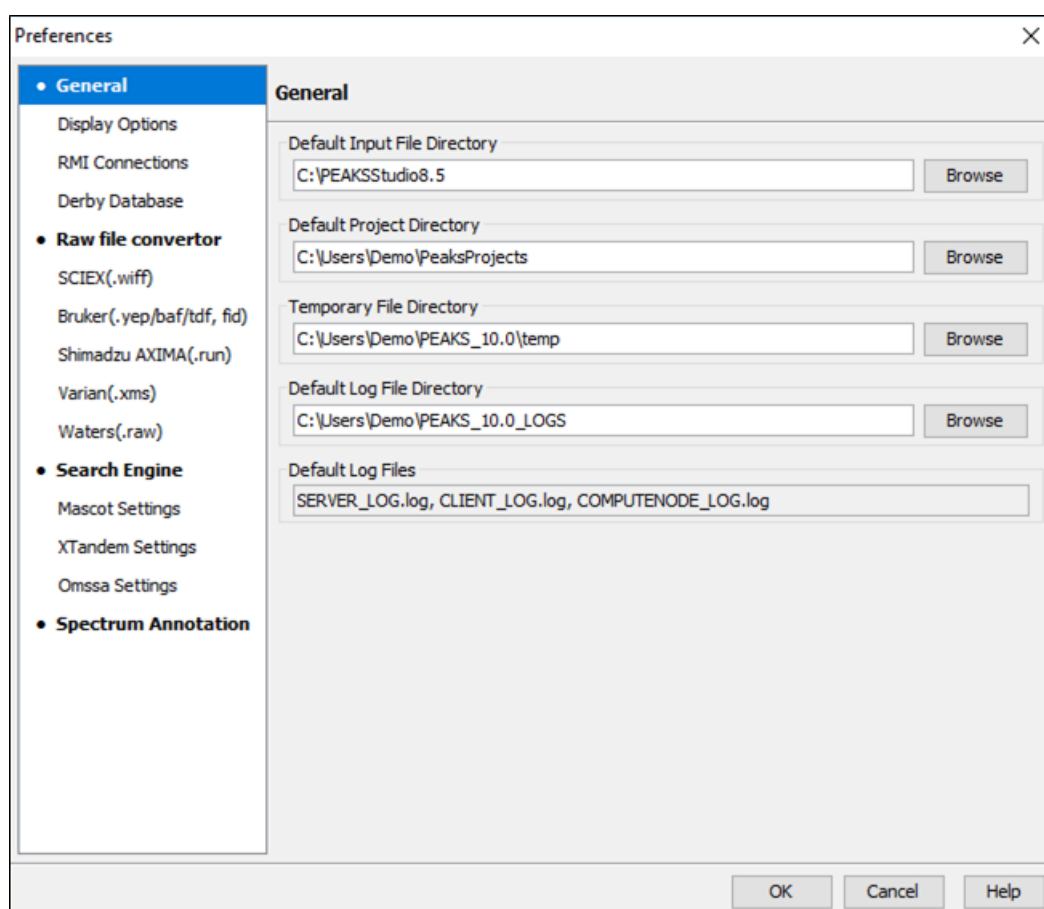 Preferences
• General
Display Options
RMI Connections
Derby Database
• Raw file convertor
SCIEX(.wiff)
Bruker(.yep/baf/tdf, fid)
Shimadzu AXIMA(.run)
Varian(.xms)
Waters(.raw)
• Search Engine
Mascot Settings
XTandem Settings
Omssa Settings
• Spectrum Annotation
General
Default Input File Directory
C:\PEAKSStudio8.5
Browse
Default Project Directory
C:\Users\Demo\PeaksProjects
Browse
Temporary File Directory
C:\Users\Demo\PEAKS_10.0\temp
Browse
Default Log File Directory
C:\Users\Demo\PEAKS_10.0_LOGS
Browse
Default Log Files
SERVER_LOG.log, CLIENT_LOG.log, COMPUTENODE_LOG.log
OK
Cancel
Help